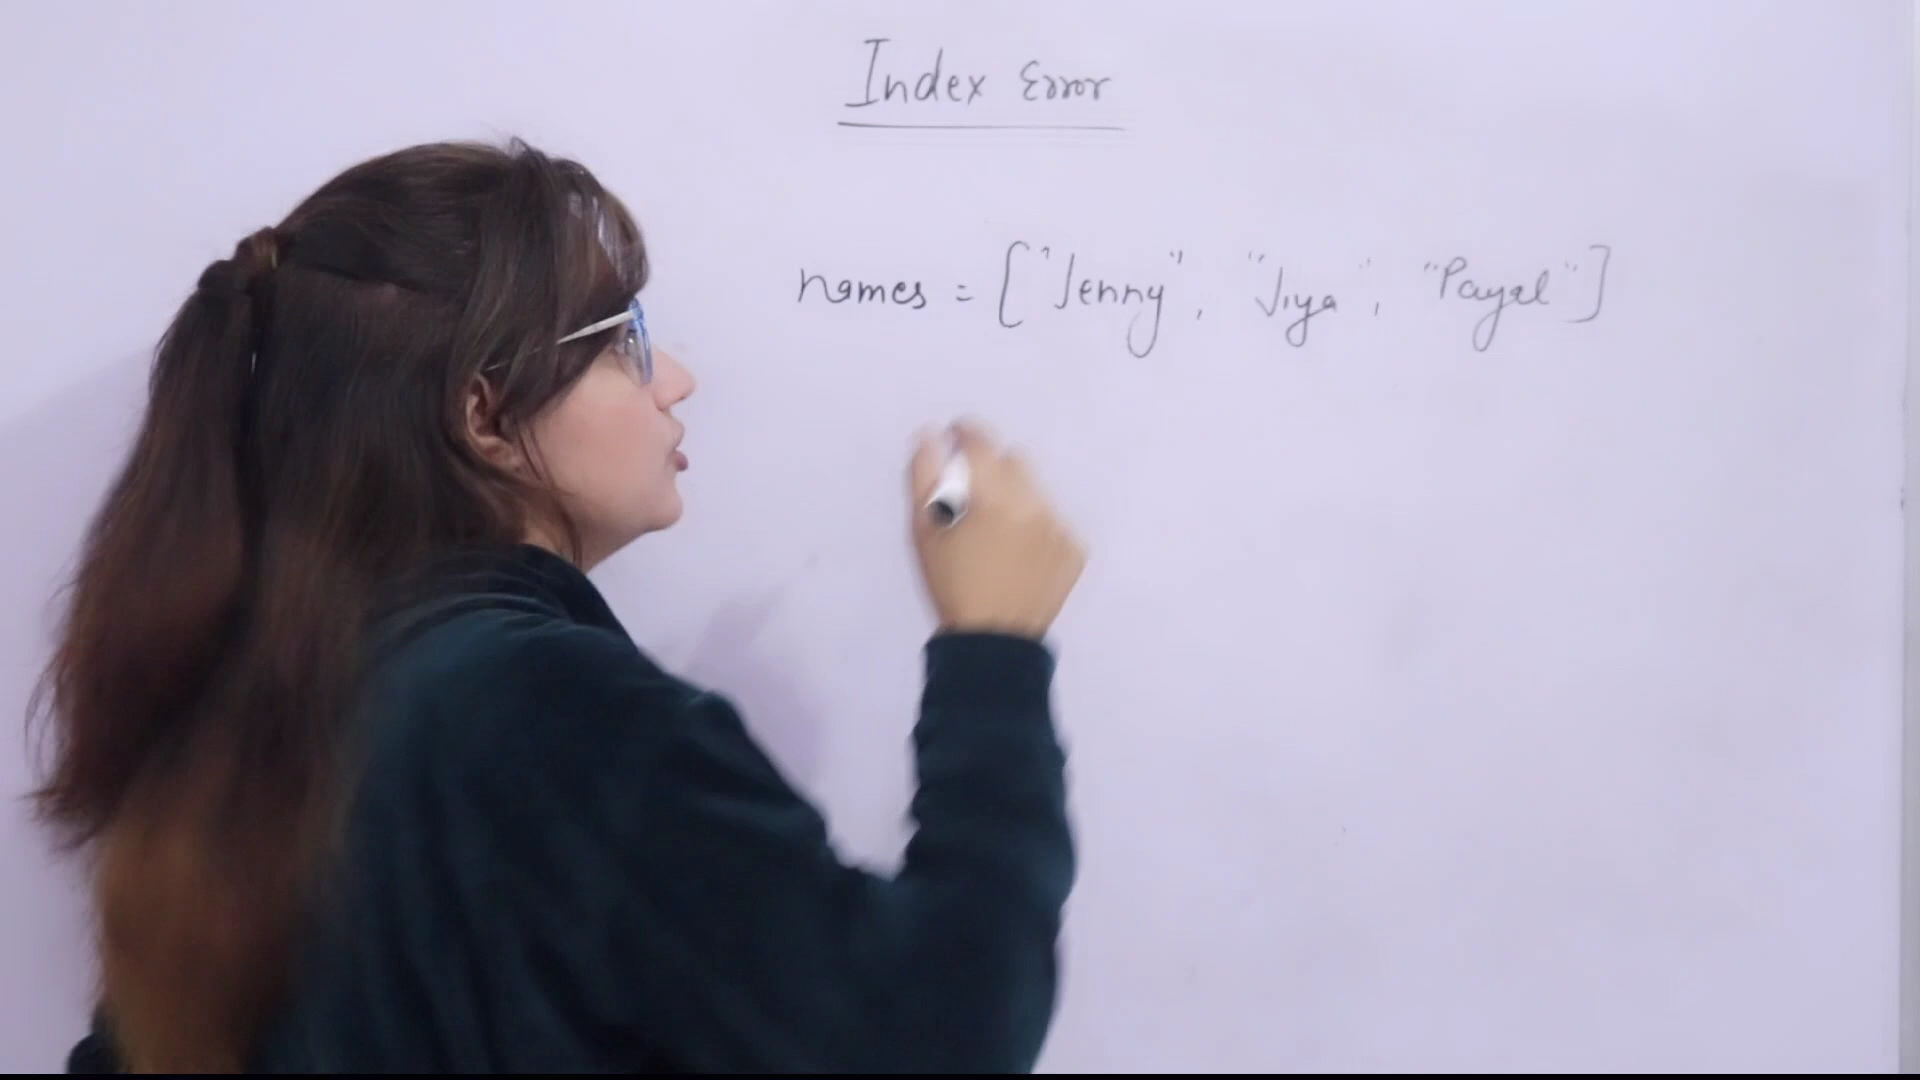 Index Error
names = ["Jenny", "Jiya", "Payal"]